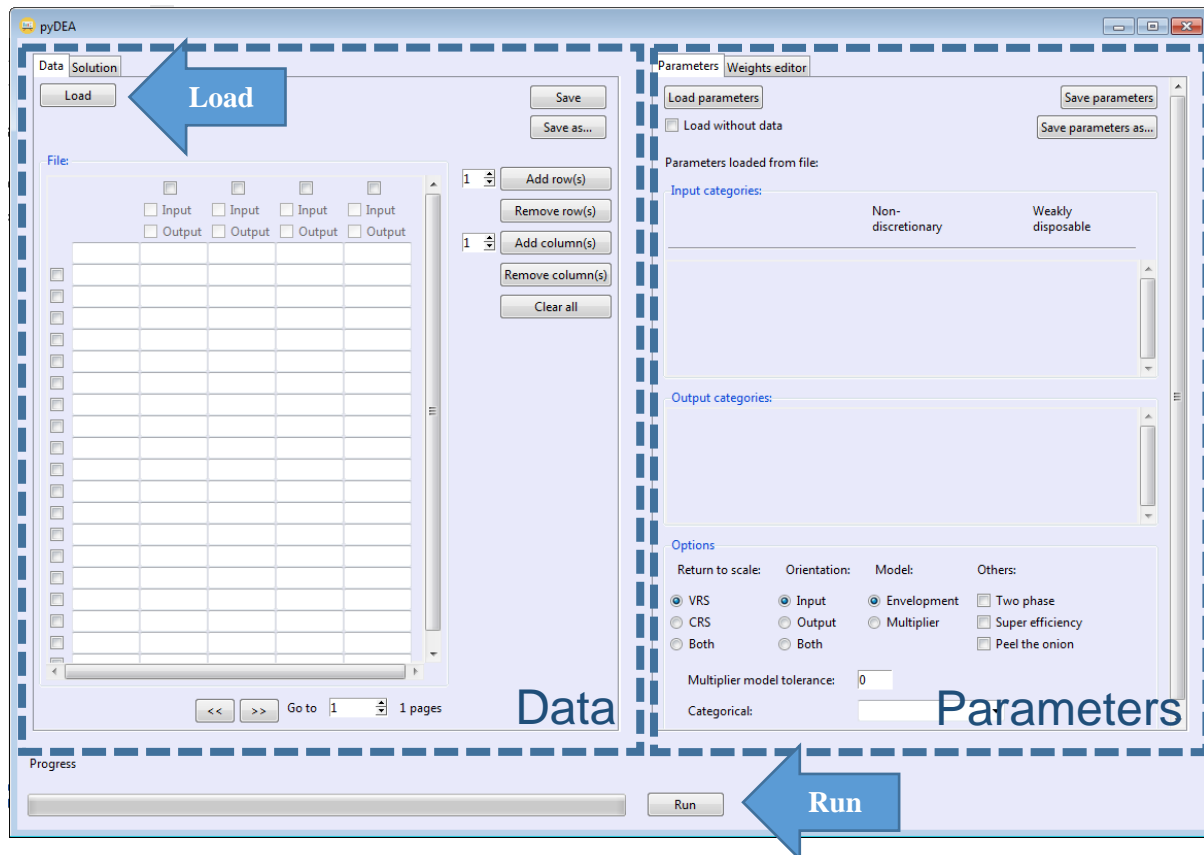 pyDEA
Data Solution
Load
Load
Save
Save as...
File:
Input Input Input Input
Output Output Output Output
1 Add row(s)
Remove row(s)
1 Add column(s)
Remove column(s)
Clear all
<< >> Go to 1 1 pages
Data
Parameters Weights editor
Load parameters Save parameters
Load without data Save parameters as...
Parameters loaded from file:
Input categories:
Non- Weakly
discretionary disposable
Output categories:
Options
Return to scale: Orientation: Model: Others:
VRS Input Envelopment Two phase
CRS Output Multiplier Super efficiency
Both Both Peel the onion
Multiplier model tolerance: 0
Categorical:
Parameters
Progress
Run
Run